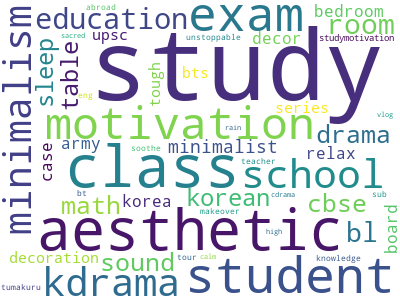 abroad
education
exam
bedroom
room
sacred
upsc
unstoppable
decor
studymotivation
minimalism
sleep
table
study
tough
bts
series
eng
vlog
motivation
rain
drama
case
army
minimalist
soothe
teacher
relax
class
school
bt
cdrama
sub
math
korea
korean
cbse
makeover
board
aesthetic
high
bl
decoration
sound
tour
calm
knowledge
tumakuru
kdrama
student